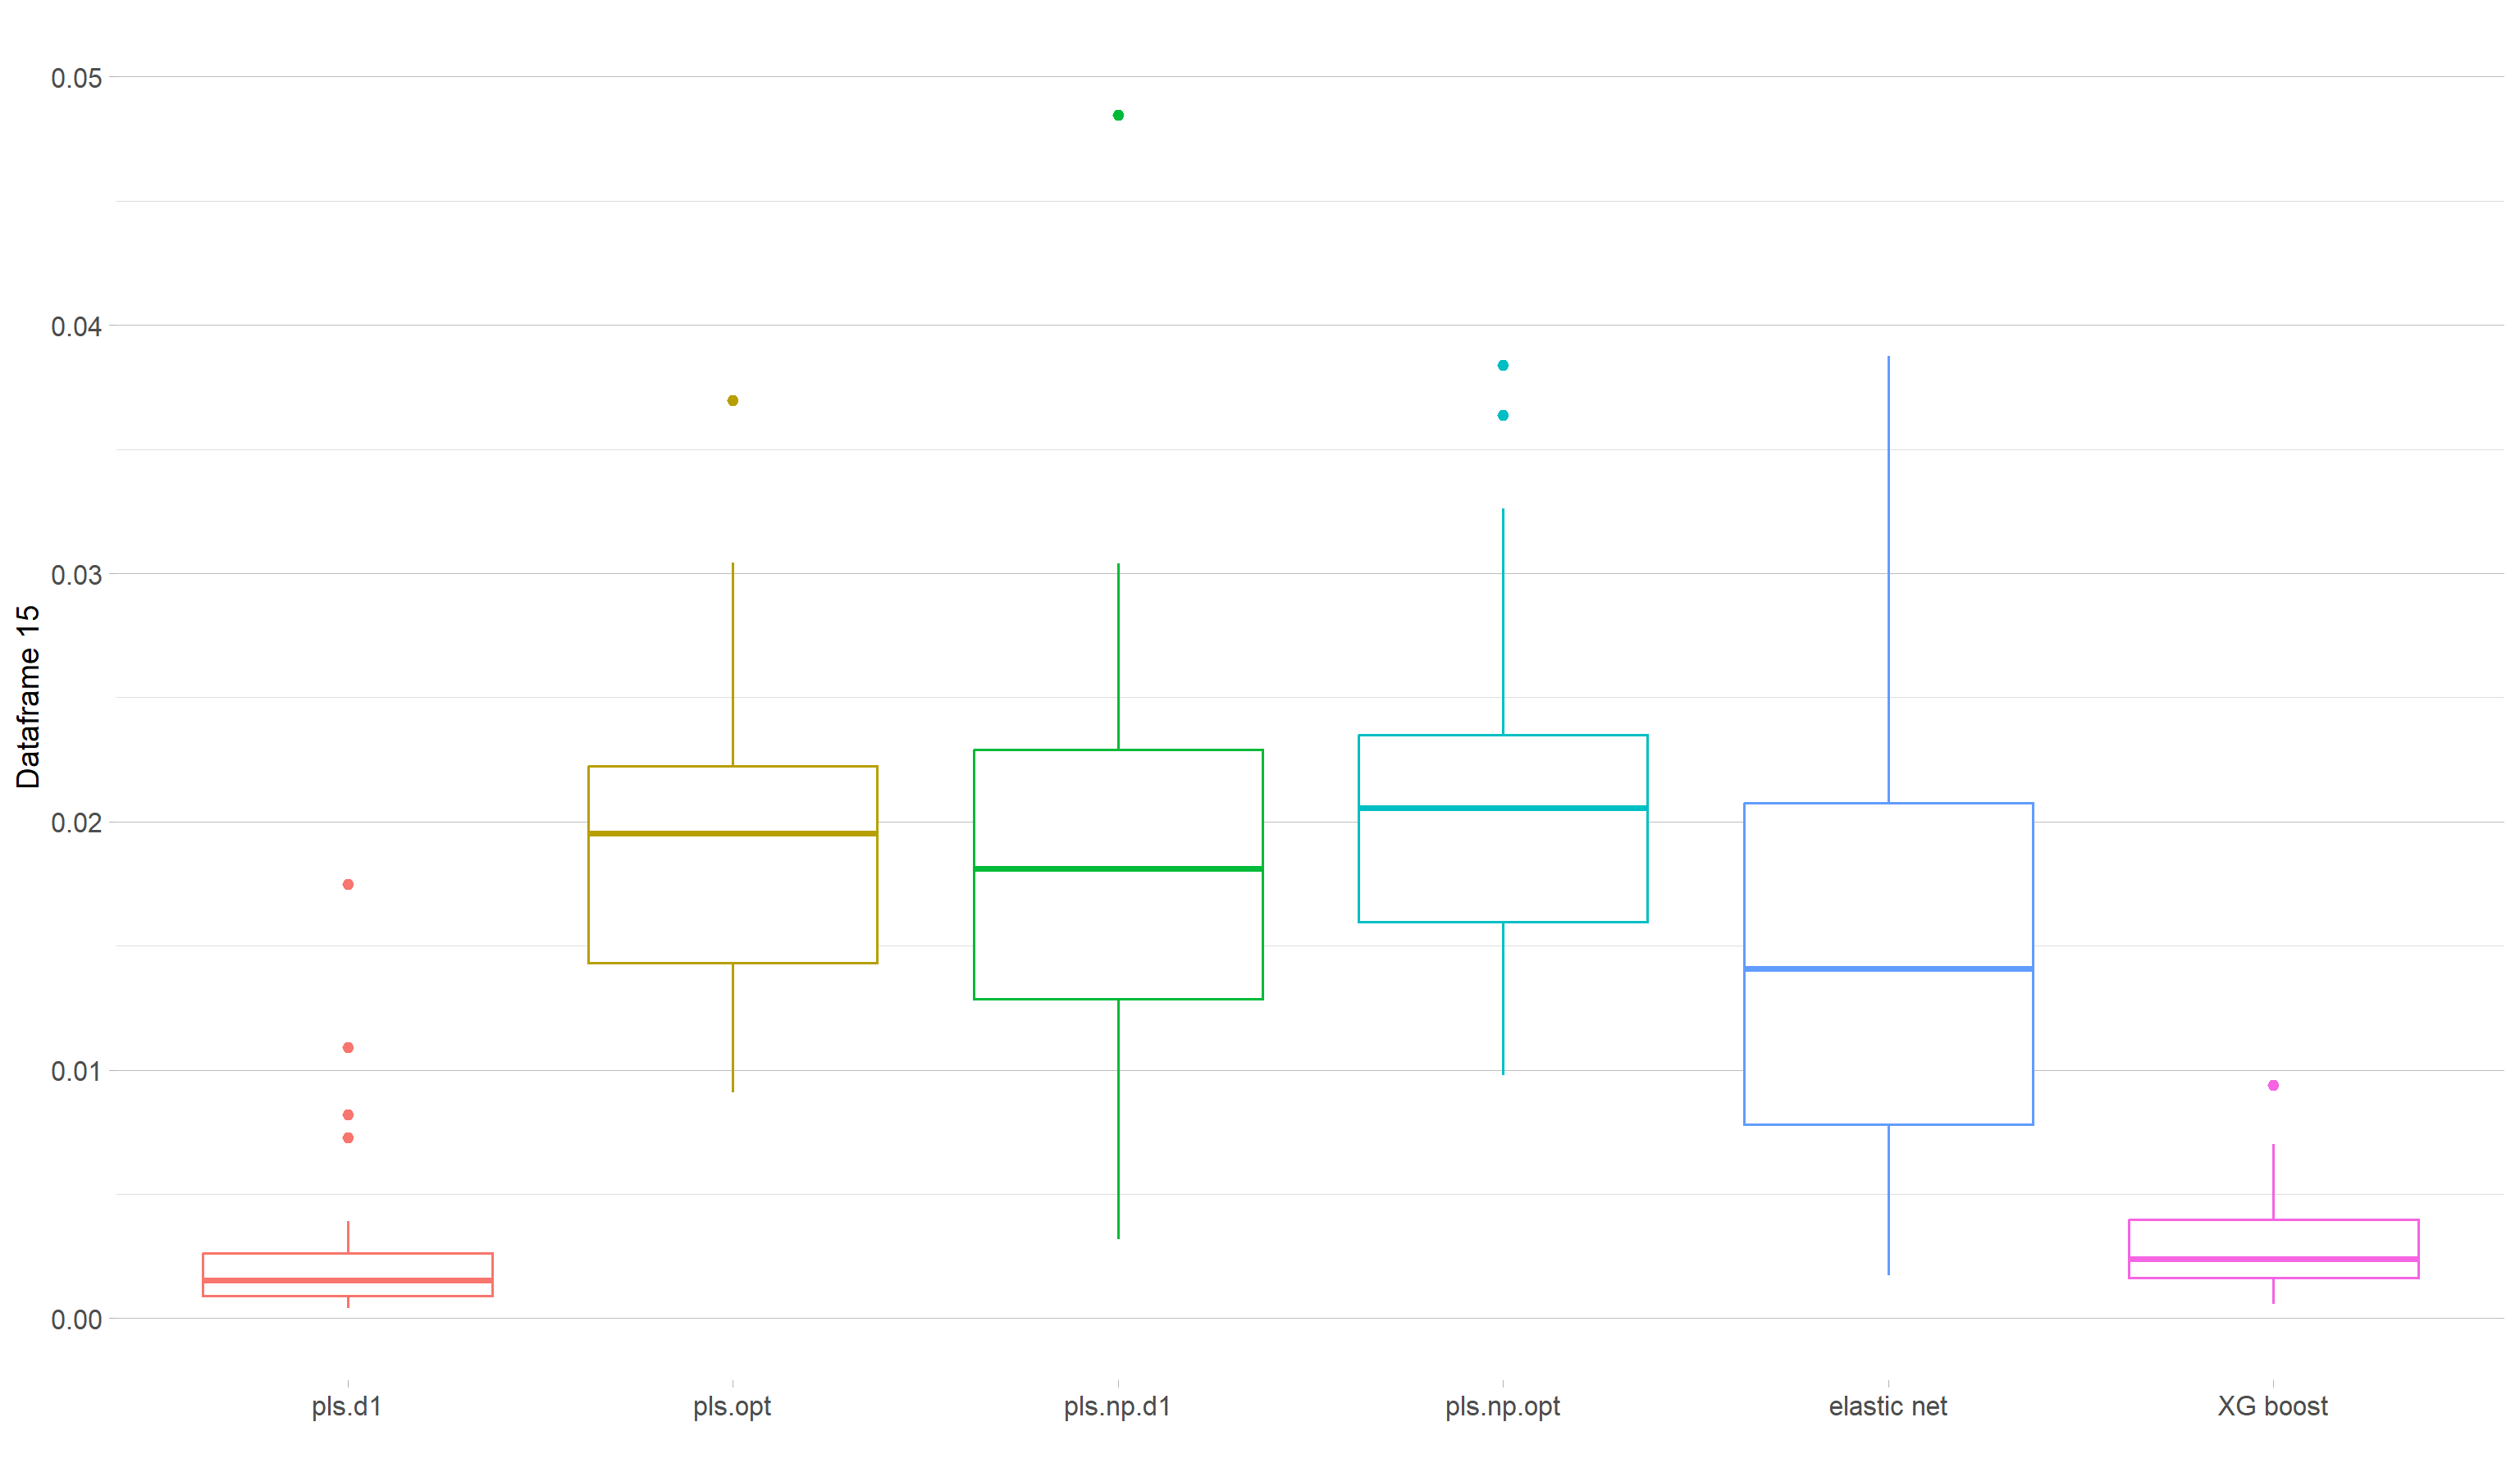 0.05
0.04
0.03
0.02
0.01
0.00
Dataframe 15
pls.d1
pls.opt
pls.np.d1
pls.np.opt
elastic net
XG boost